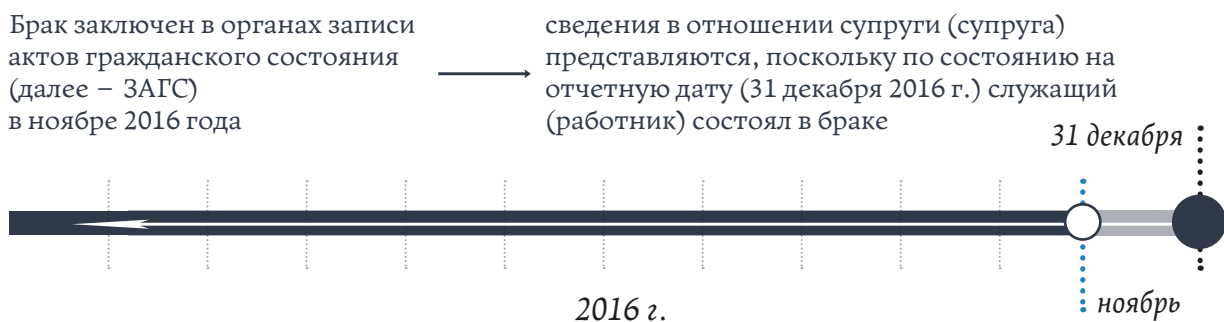 Брак заключен в органах записи
актов гражданского состояния
(далее – ЗАГС)
в ноябре 2016 года
сведения в отношении супруги (супруга)
представляются, поскольку по состоянию на
отчетную дату (31 декабря 2016 г.) служащий
(работник) состоял в браке
31 декабря
2016 г.
ноябрь